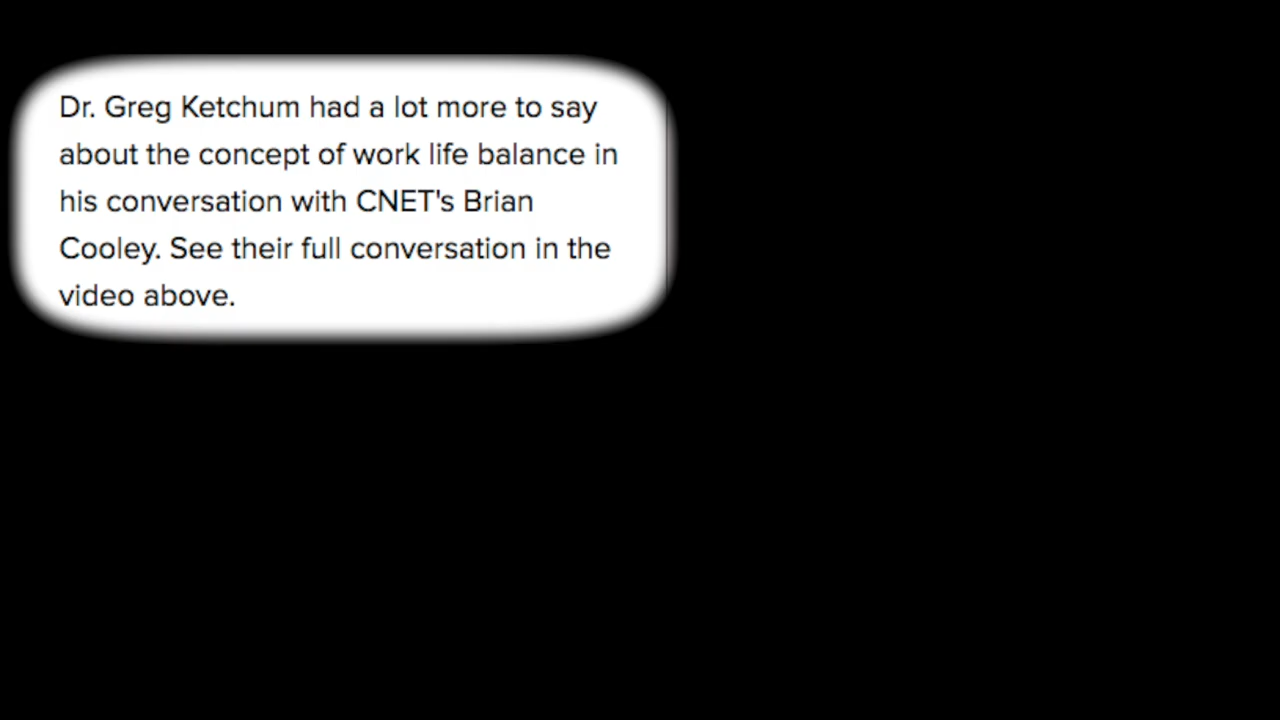 Dr. Greg Ketchum had a lot more to say
about the concept of work life balance in
his conversation with CNET's Brian
Cooley. See their full conversation in the
video above.